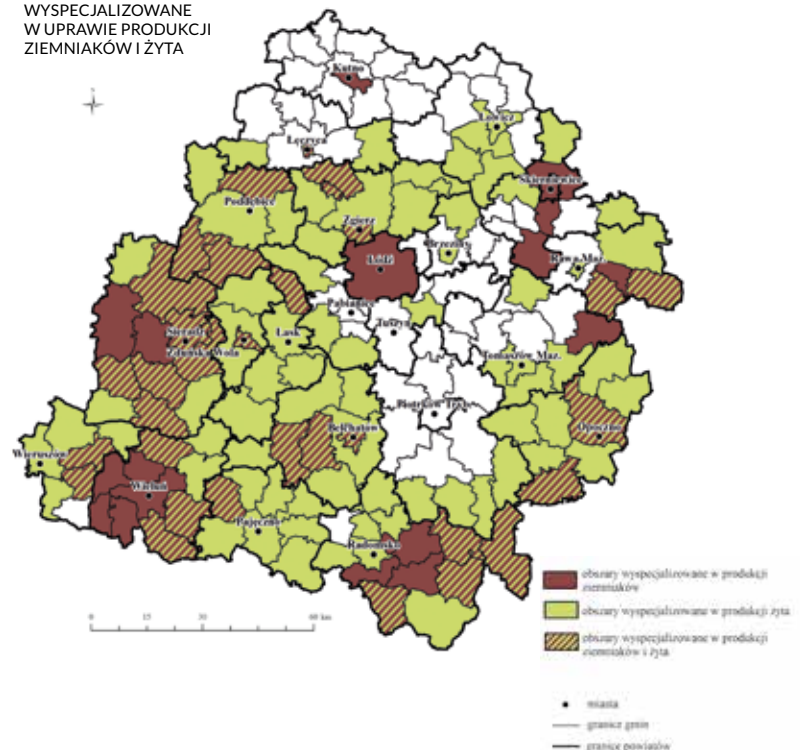 WYSPECJALIZOWANE
W UPRAWIE PRODUKCJI
ZIEMNIAKÓW I ŻYTA
Kutno
Łowicz
Łęczyca
Skierniewice
Poddębice
Zgierz
Brzeziny
Łódź
Rawa Maz.
Pabianice
Sieradz
Łask
Tuszyn
Zduńska Wola
Tomaszów Maz.
Piotrków Tryb.
Bełchatów
Opoczno
Wieruszów
Wieluń
Pajęczno
Radomsko
obszary wyspecjalizowane w produkcji
ziemniaków
obszary wyspecjalizowane w produkcji żyta
obszary wyspecjalizowane w produkcji
ziemniaków i żyta
0 15 30 60 km
miasta
granice gmin
granice powiatów